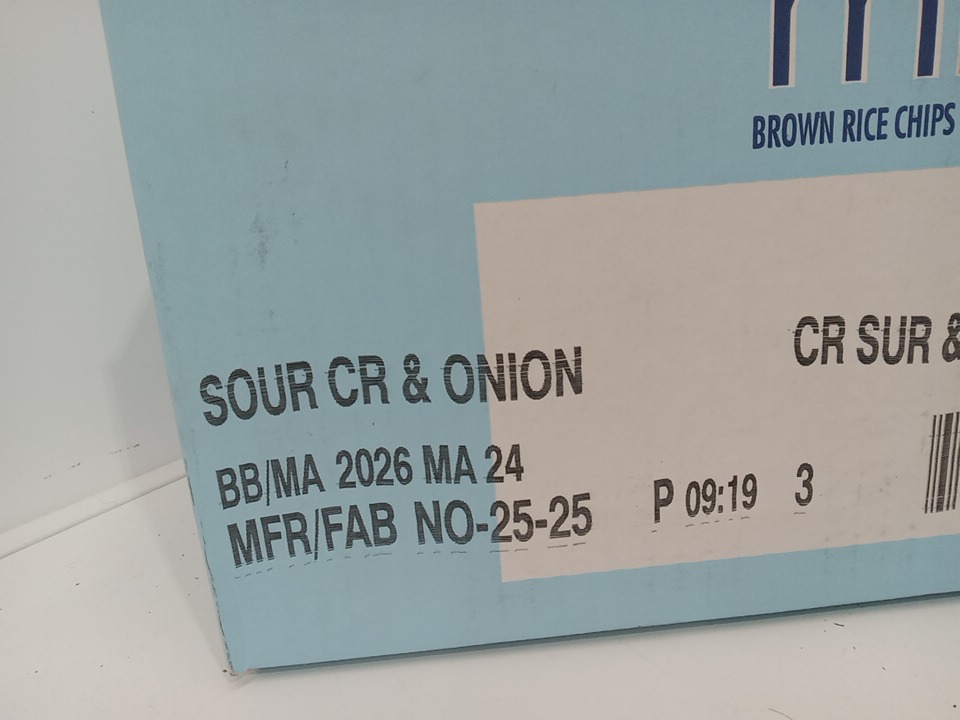 BROWN RICE CHIPS
CR SUR &
SOUR CR & ONION
BB/MA 2026 MA 24
MFR/FAB NO-25-25 P 09:19 3